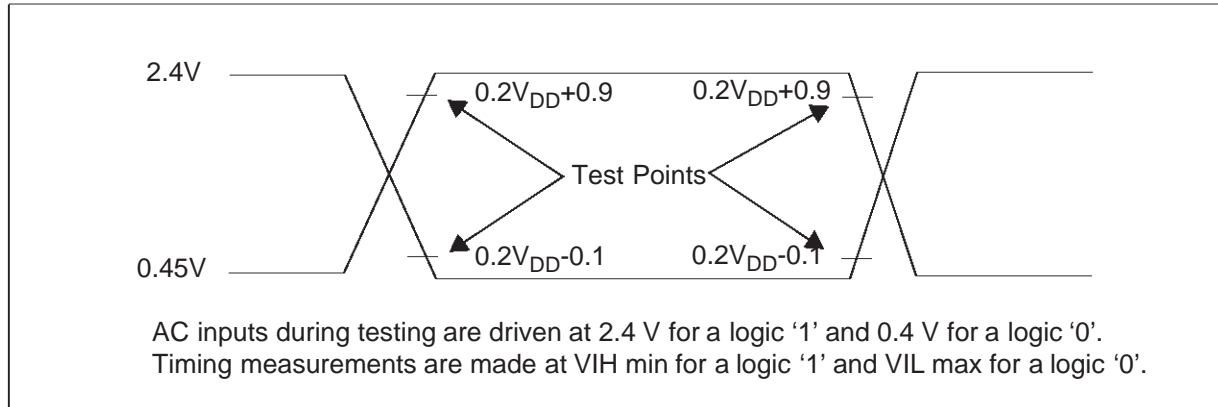 2.4V
0.2VDD+0.9 0.2VDD+0.9
Test Points
0.45V
0.2VDD-0.1 0.2VDD-0.1
AC inputs during testing are driven at 2.4 V for a logic ‘1’ and 0.4 V for a logic ‘0’.
Timing measurements are made at VIH min for a logic ‘1’ and VIL max for a logic ‘0’.